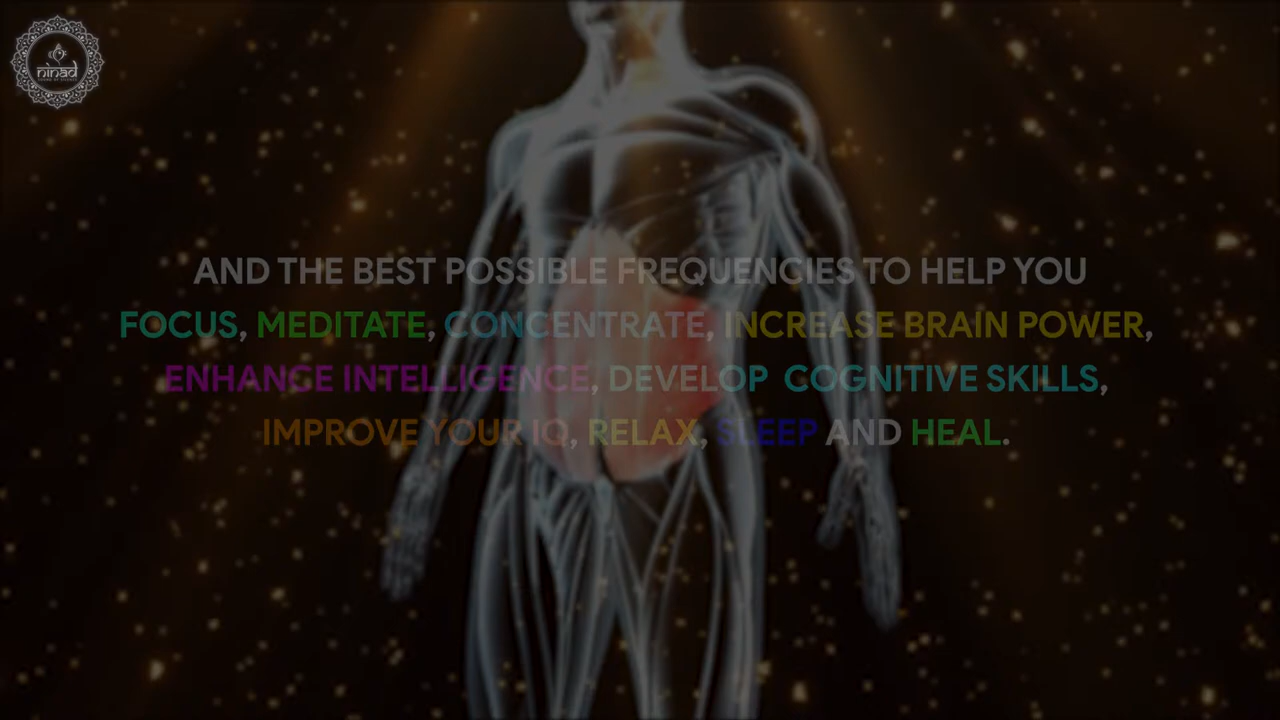 ninad
AND THE BEST POSSIBLE FREQUENCIES TO HELP YOU
FOCUS, MEDITATE, CONCENTRATE, INCREASE BRAIN POWER,
ENHANCE INTELLIGENCE, DEVELOP COGNITIVE SKILLS,
IMPROVE YOUR IQ, RELAX, SLEEP AND HEAL.